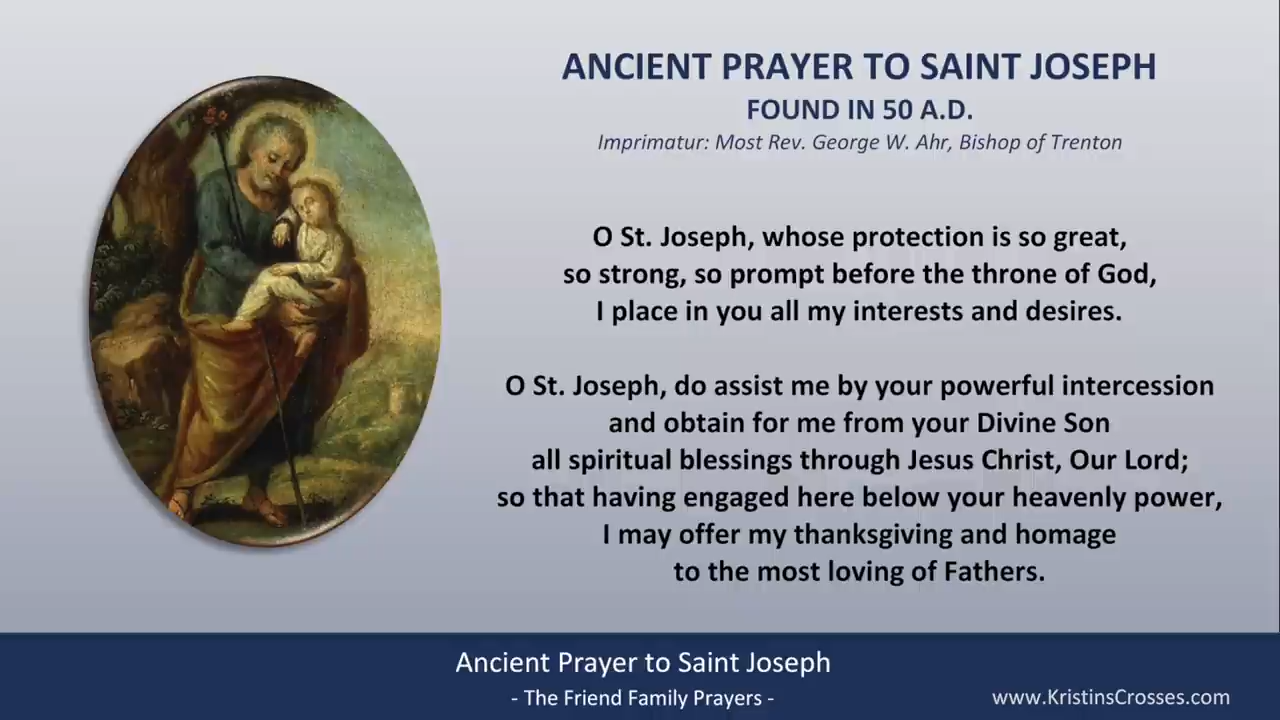 ANCIENT PRAYER TO SAINT JOSEPH
FOUND IN 50 A.D.
Imprimatur: Most Rev. George W. Ahr, Bishop of Trenton
O St. Joseph, whose protection is so great,
so strong, so prompt before the throne of God,
I place in you all my interests and desires.
O St. Joseph, do assist me by your powerful intercession
and obtain for me from your Divine Son
all spiritual blessings through Jesus Christ, Our Lord;
so that having engaged here below your heavenly power,
I may offer my thanksgiving and homage
to the most loving of Fathers.
Ancient Prayer to Saint Joseph
- The Friend Family Prayers -
www.KristinsCrosses.com